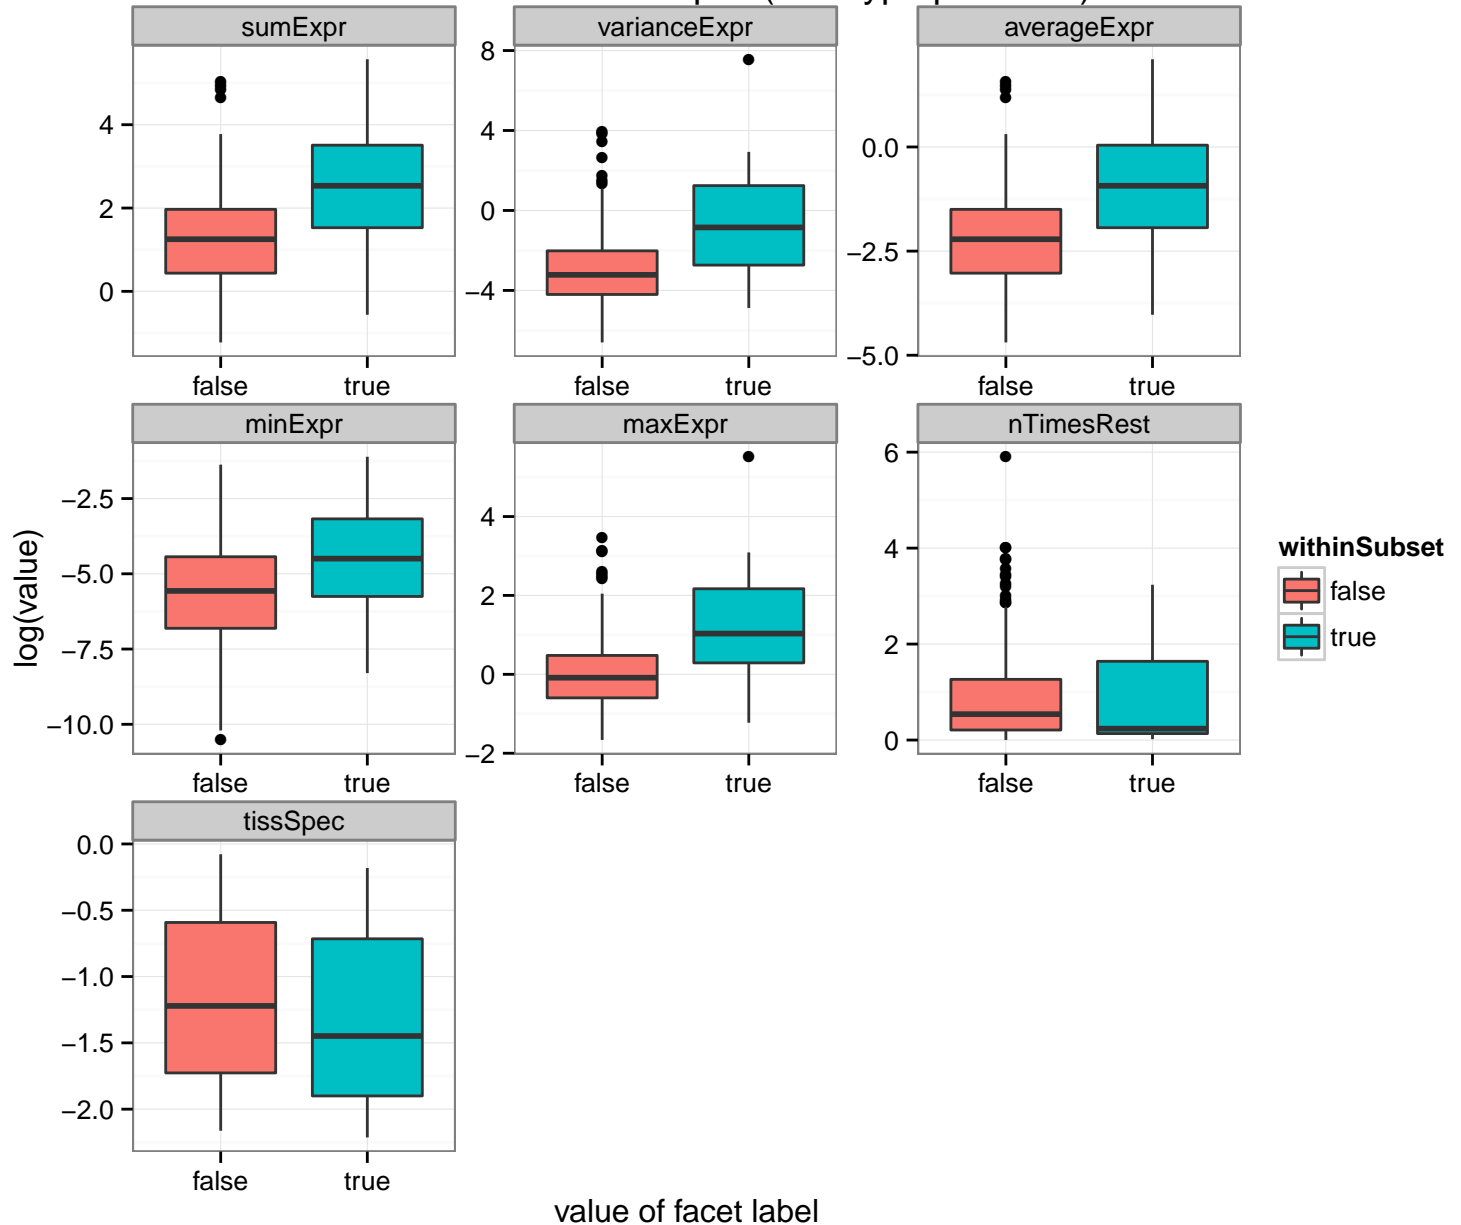 sumExpr varianceExpr averageExpr
4
2
0
false true
8
4
0
−4
false true
0.0
−2.5
−5.0
false true
minExpr maxExpr nTimesRest
−2.5
−5.0
−7.5
−10.0
false true
4
2
0
−2
false true
6
4
2
0
false true
tissSpec
0.0
−0.5
−1.0
−1.5
−2.0
false true
log(value)
value of facet label
withinSubset
false
true